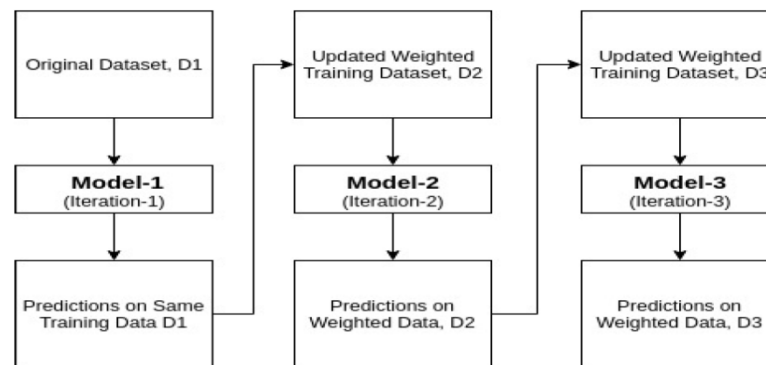 Original Dataset, D1
Updated Weighted
Training Dataset, D2
Updated Weighted
Training Dataset, D3
Model-1
(Iteration-1)
Model-2
(Iteration-2)
Model-3
(Iteration-3)
Predictions on Same
Training Data D1
Predictions on
Weighted Data, D2
Predictions on
Weighted Data, D3